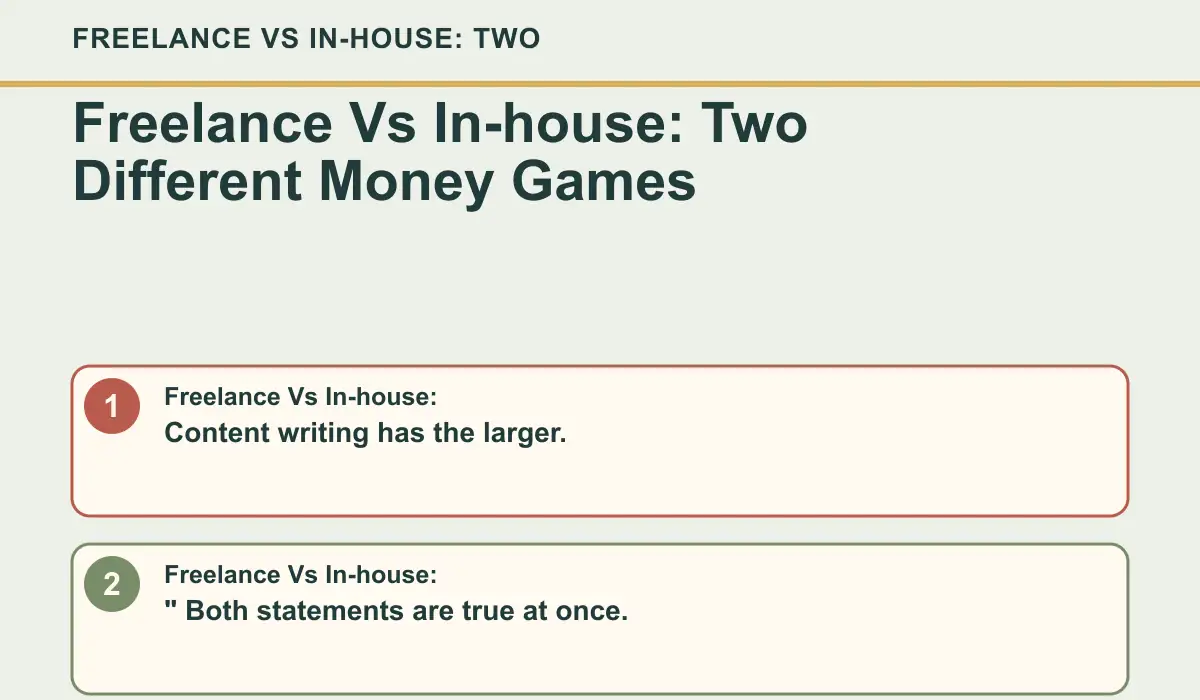 FREELANCE VS IN-HOUSE: TWO
Freelance Vs In-house: Two
Different Money Games
1
Freelance Vs In-house:
Content writing has the larger.
2
Freelance Vs In-house:
" Both statements are true at once.